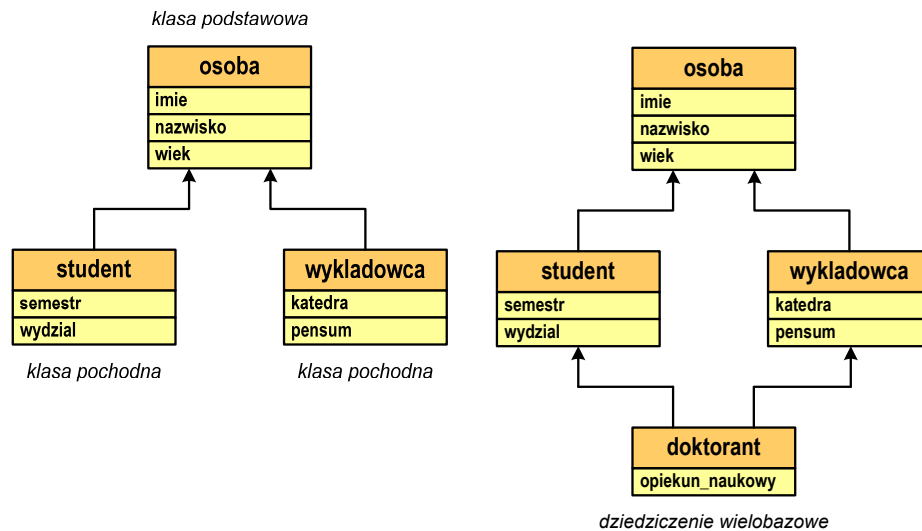 klasa podstawowa
osoba
imie
nazwisko
wiek
student
semestr
wydzial
klasa pochodna
wykladowca
katedra
pensum
klasa pochodna
osoba
imie
nazwisko
wiek
student
semestr
wydzial
wykladowca
katedra
pensum
doktorant
opiekun_naukowy
dziedziczenie wielobazowe